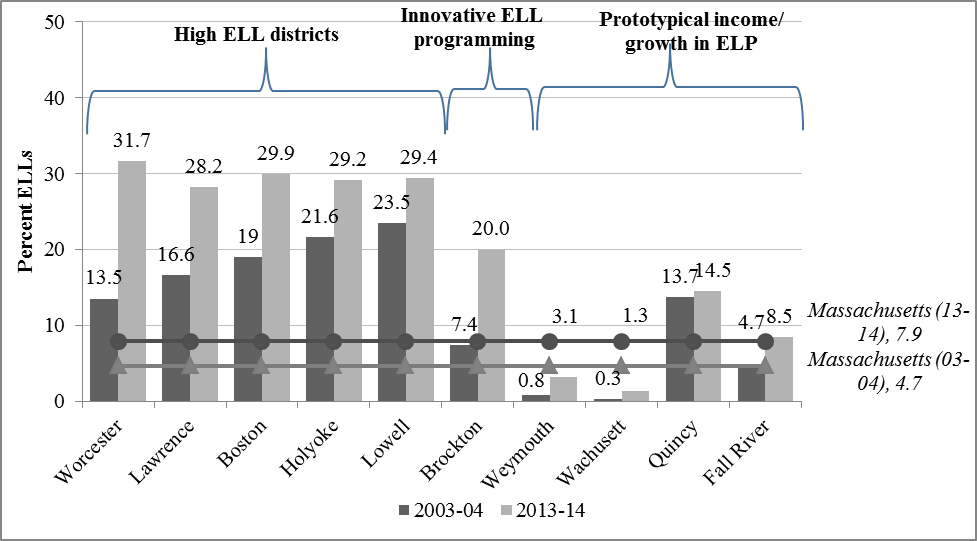 High ELL districts
Innovative ELL
programming
Prototypical income/
growth in ELP
Percent ELLs
50
40
30
20
10
0
13.5
31.7
16.6
28.2
19
29.9
21.6
29.2
23.5
29.4
7.4
20.0
0.8
3.1
0.3
1.3
13.7
14.5
4.7
8.5
Massachusetts (13-
14), 7.9
Massachusetts (03-
04), 4.7
Worcester
Lawrence
Boston
Holyoke
Lowell
Brockton
Weymouth
Wachusett
Quincy
Fall River
2003-04
2013-14